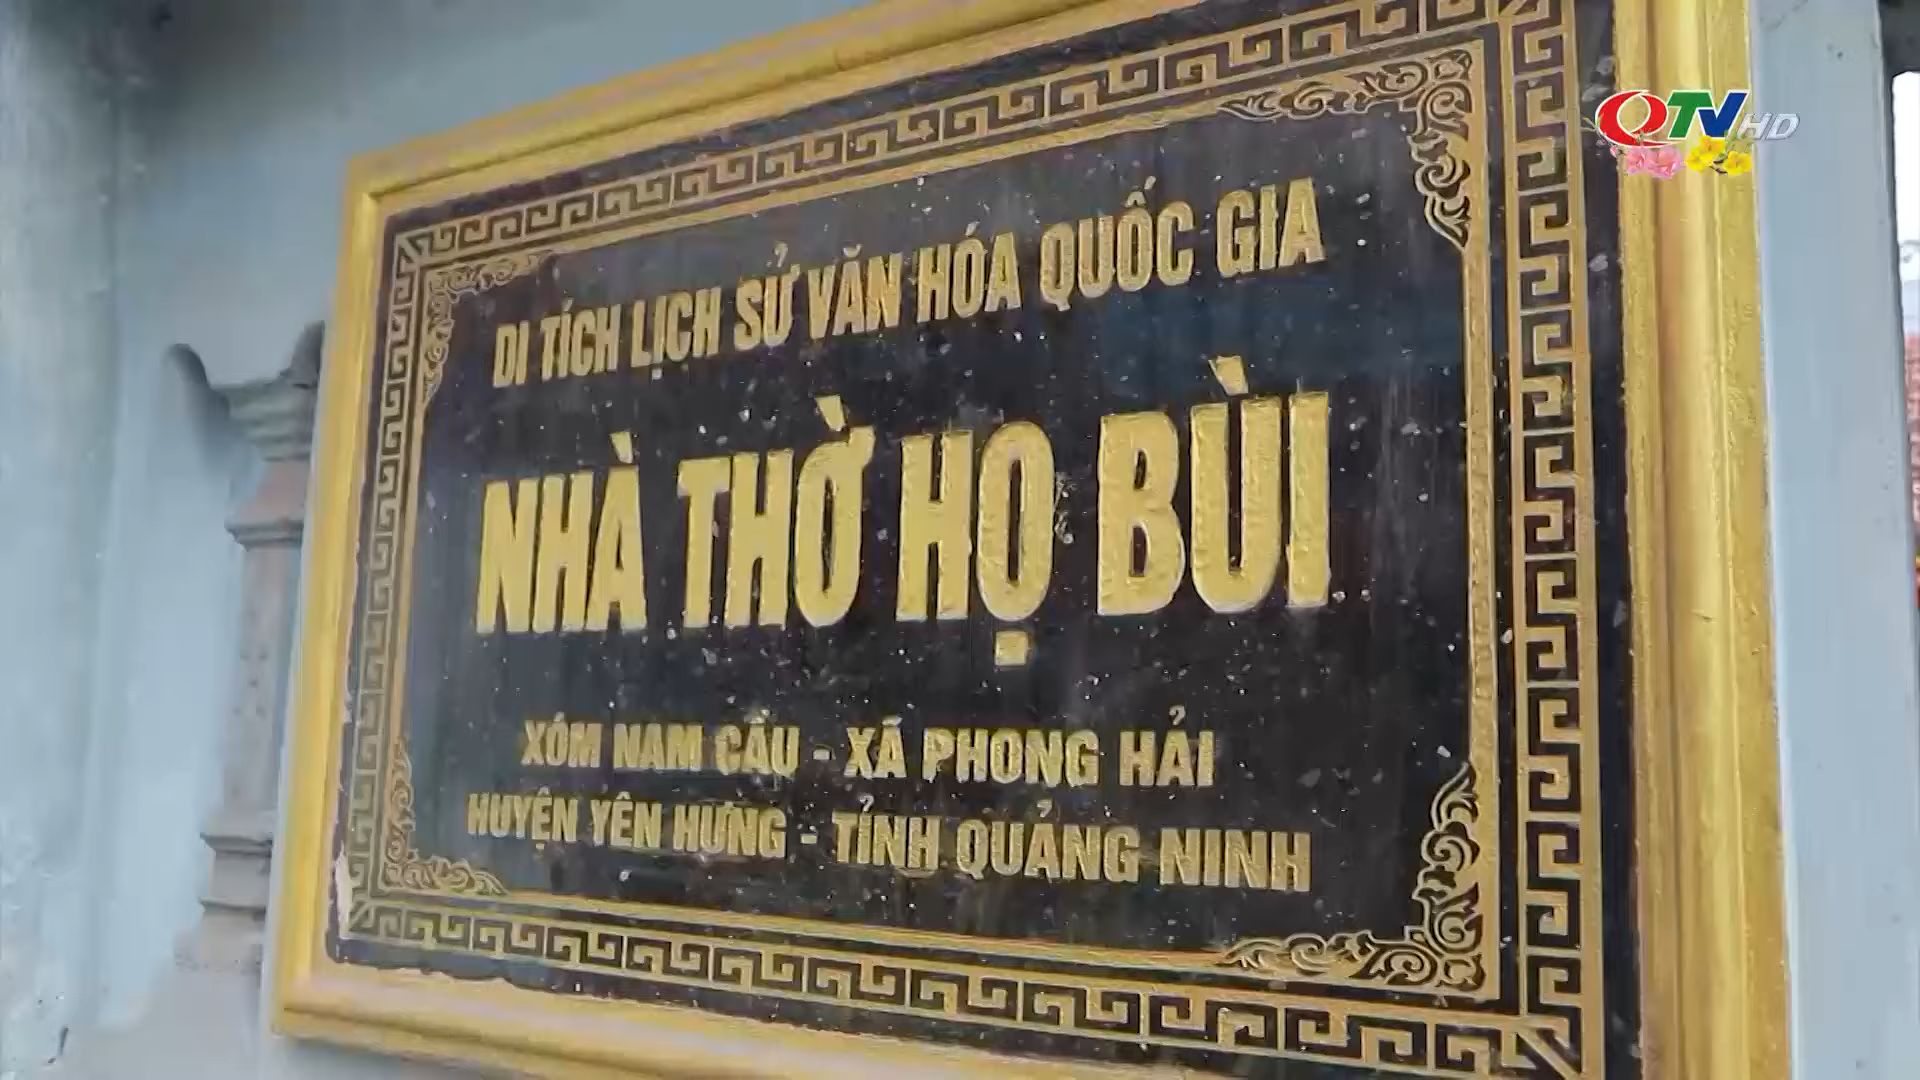 QTV HD
DI TÍCH LỊCH SỬ VĂN HÓA QUỐC GIA
NHÀ THỜ HỌ BÙI
XÓM NAM CẦU - XÃ PHONG HẢI
HUYỆN YÊN HƯNG - TỈNH QUẢNG NINH